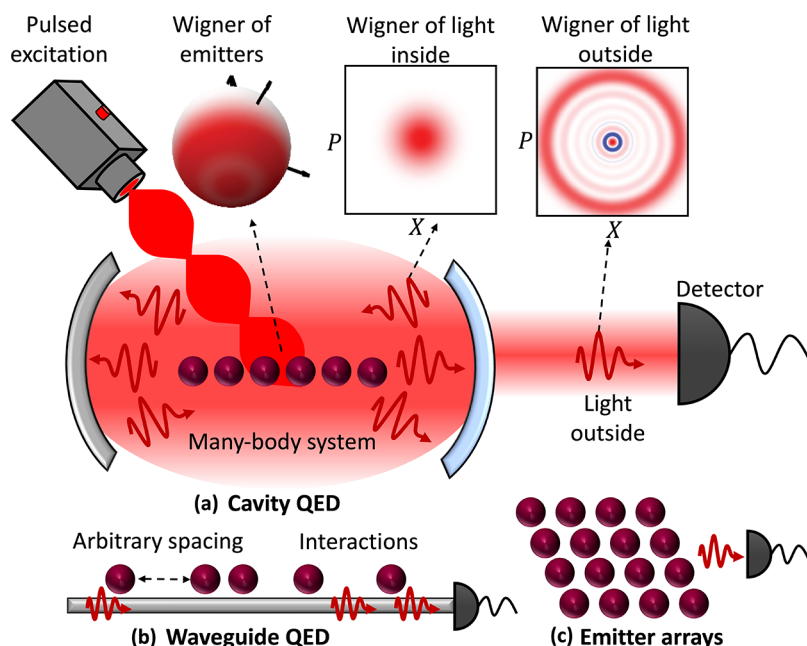 Pulsed
excitation
Wigner of
emitters
Wigner of light
inside
Wigner of light
outside
P
X
P
X
Detector
Light
outside
Many-body system
(a) Cavity QED
Arbitrary spacing
Interactions
(b) Waveguide QED
(c) Emitter arrays